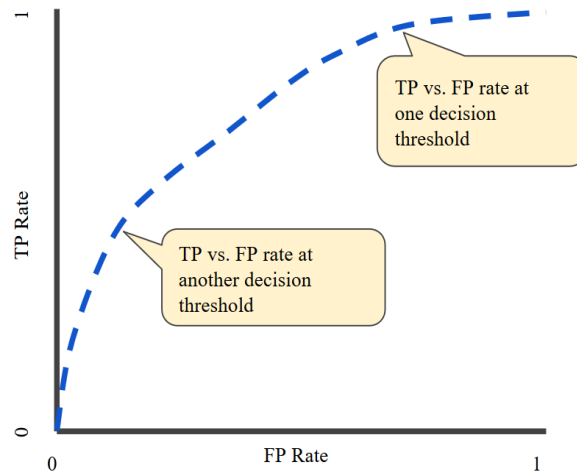 1
TP vs. FP rate at
one decision
threshold
TP Rate
TP vs. FP rate at
another decision
threshold
0
0
FP Rate
1